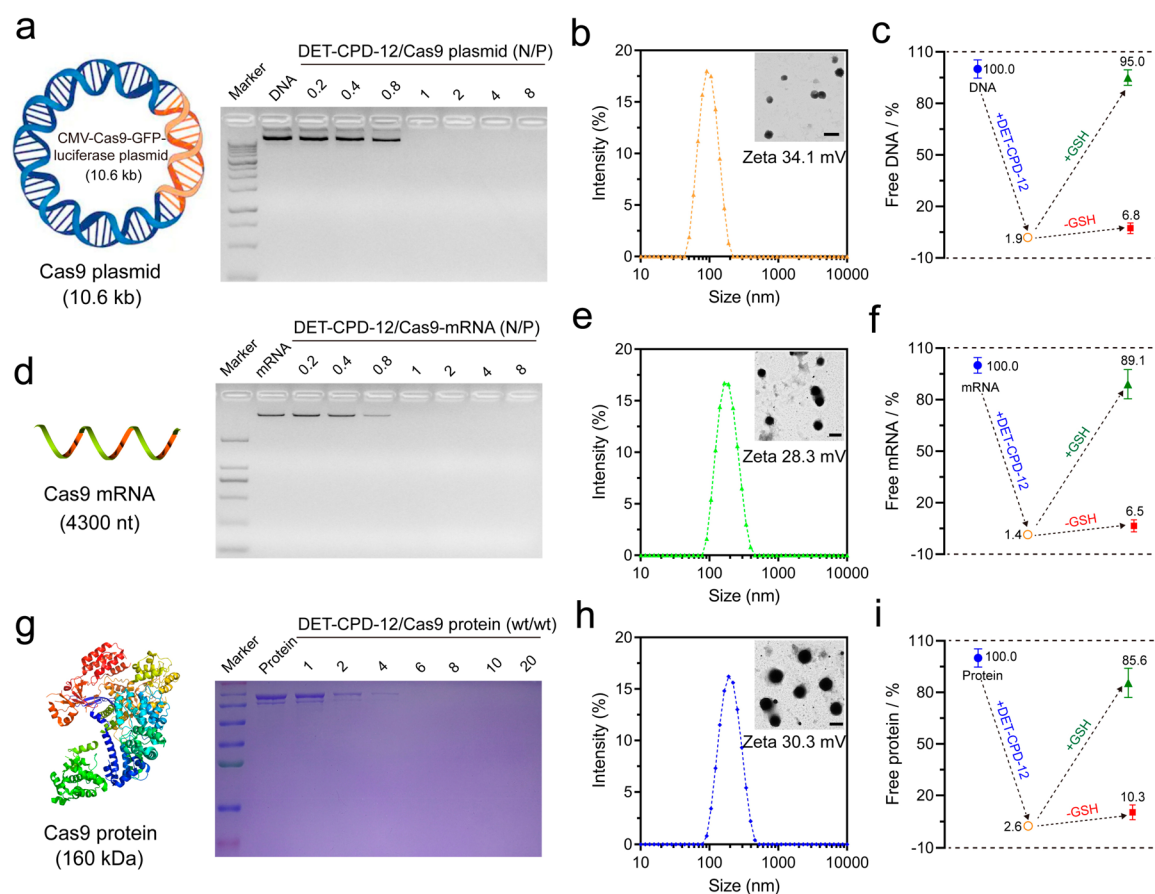 a
CMV-Cas9-GFP-
luciferase plasmid
(10.6 kb)
Cas9 plasmid
(10.6 kb)
DET-CPD-12/Cas9 plasmid (N/P)
Marker DNA 0.2 0.4 0.8 1 2 4 8
b
Intensity (%)
20
15
10
5
0
10 100 1000 10000
Size (nm)
Zeta 34.1 mV
c
Free DNA / %
110
80
50
20
-10
100.0
DNA
+DET-CPD-12
1.9
+GSH
95.0
-GSH
6.8
d
Cas9 mRNA
(4300 nt)
DET-CPD-12/Cas9-mRNA (N/P)
Marker mRNA 0.2 0.4 0.8 1 2 4 8
e
Intensity (%)
20
15
10
5
0
10 100 1000 10000
Size (nm)
Zeta 28.3 mV
f
Free mRNA / %
110
80
50
20
-10
100.0
mRNA
+DET-CPD-12
1.4
+GSH
89.1
-GSH
6.5
g
Cas9 protein
(160 kDa)
DET-CPD-12/Cas9 protein (wt/wt)
Marker Protein 1 2 4 6 8 10 20
h
Intensity (%)
20
15
10
5
0
10 100 1000 10000
Size (nm)
Zeta 30.3 mV
i
Free protein / %
110
80
50
20
-10
100.0
Protein
+DET-CPD-12
2.6
+GSH
85.6
-GSH
10.3